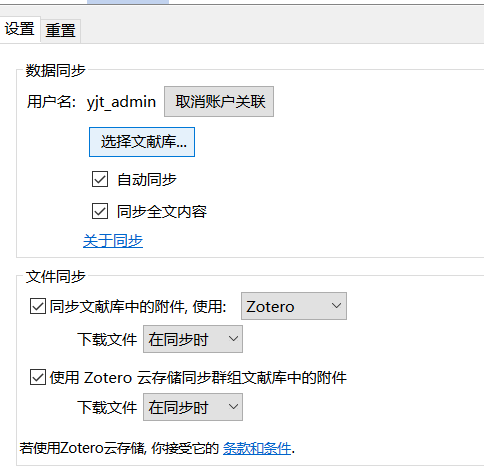 设置 重置
数据同步
用户名: yjt_admin 取消账户关联
选择文献库...
自动同步
同步全文内容
关于同步
文件同步
同步文献库中的附件, 使用: Zotero
下载文件 在同步时
使用 Zotero 云存储同步群组文献库中的附件
下载文件 在同步时
若使用Zotero云存储, 你接受它的 条款和条件.